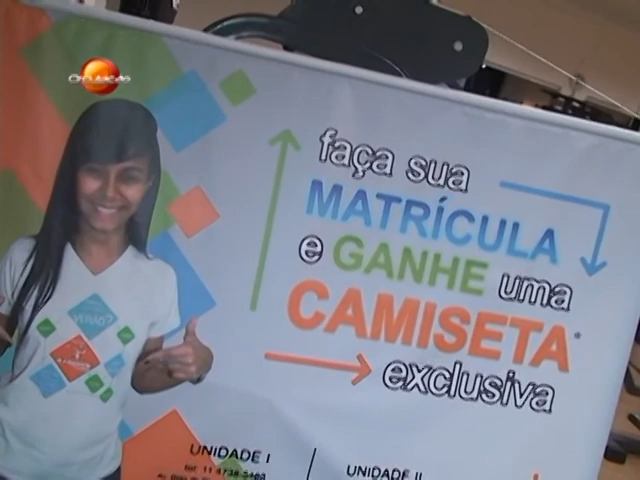 faça sua
MATRÍCULA
e GANHE uma
CAMISETA*
exclusiva
UNIDADE I
UNIDADE II